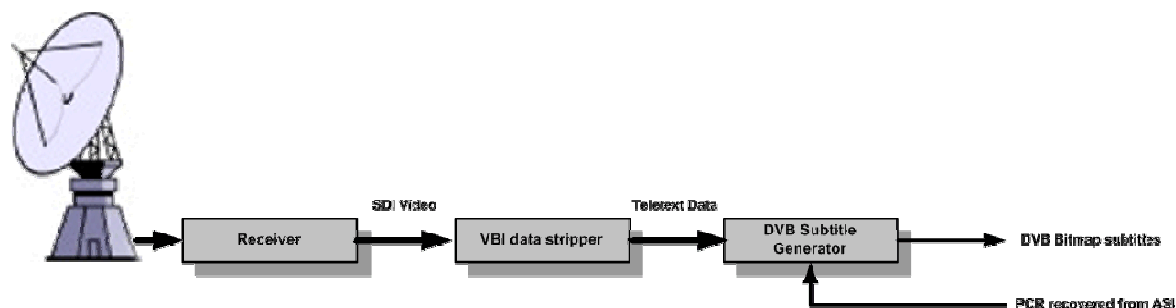 SDI Video
Teletext Data
Receiver
VBI data stripper
DVB Subtitle
Generator
DVB Bitmap subtitles
PCR recovered from ASI